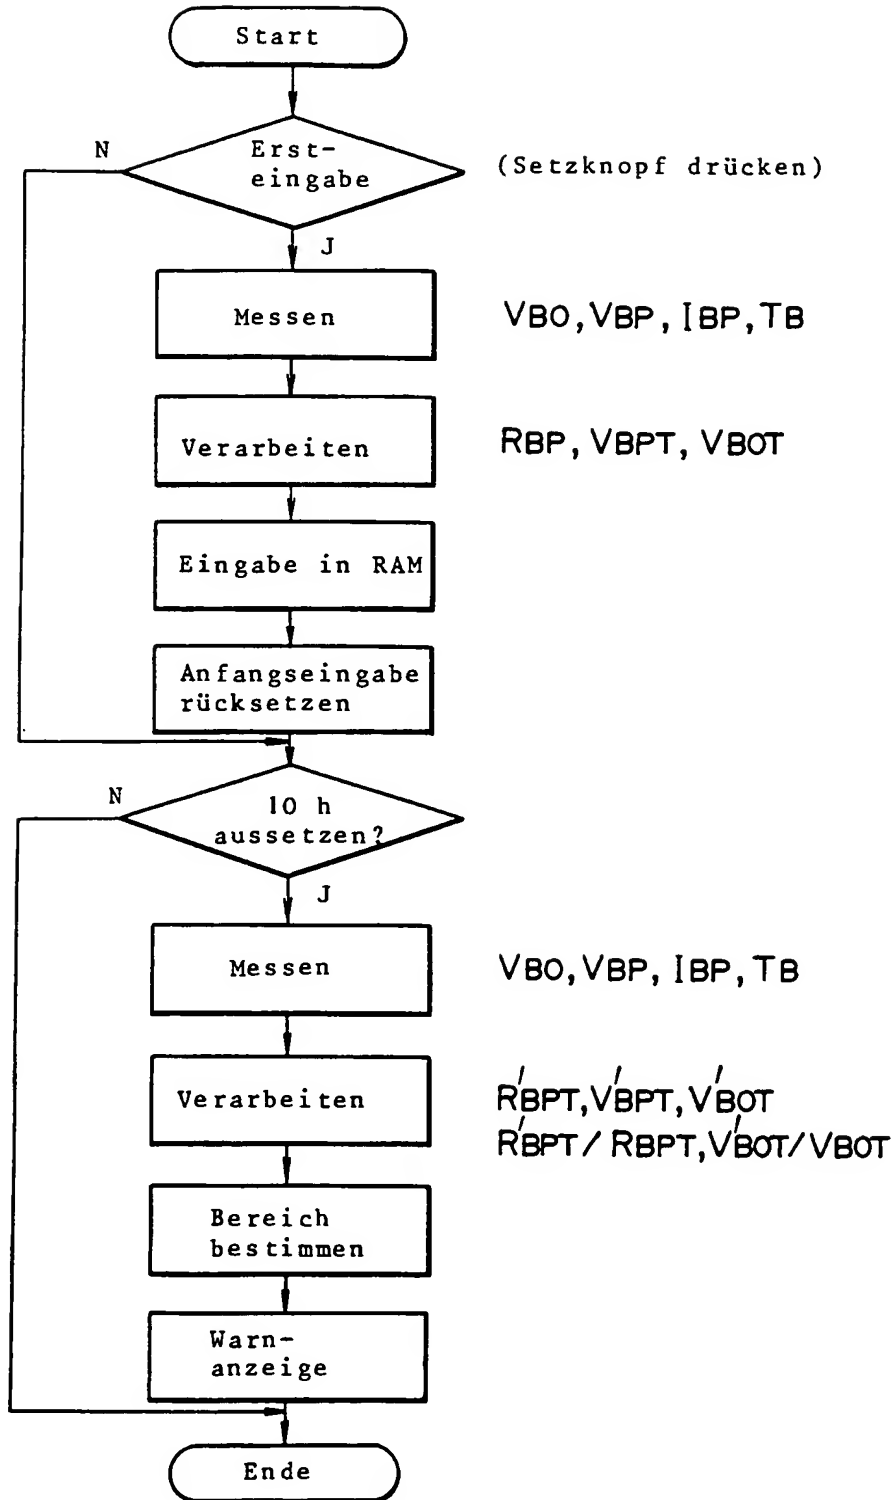 Start
N
Erst-
eingabe
(Setzknopf drücken)
J
Messen
VBO, VBP, IBP, TB
Verarbeiten
RBP, VBPT, VBOT
Eingabe in RAM
Anfangseingabe
rücksetzen
N
10 h
aussetzen?
J
Messen
VBO, VBP, IBP, TB
Verarbeiten
R'BPT, V'BPT, V'BOT
R'BPT / RBPT, V'BOT / VBOT
Bereich
bestimmen
Warn-
anzeige
Ende